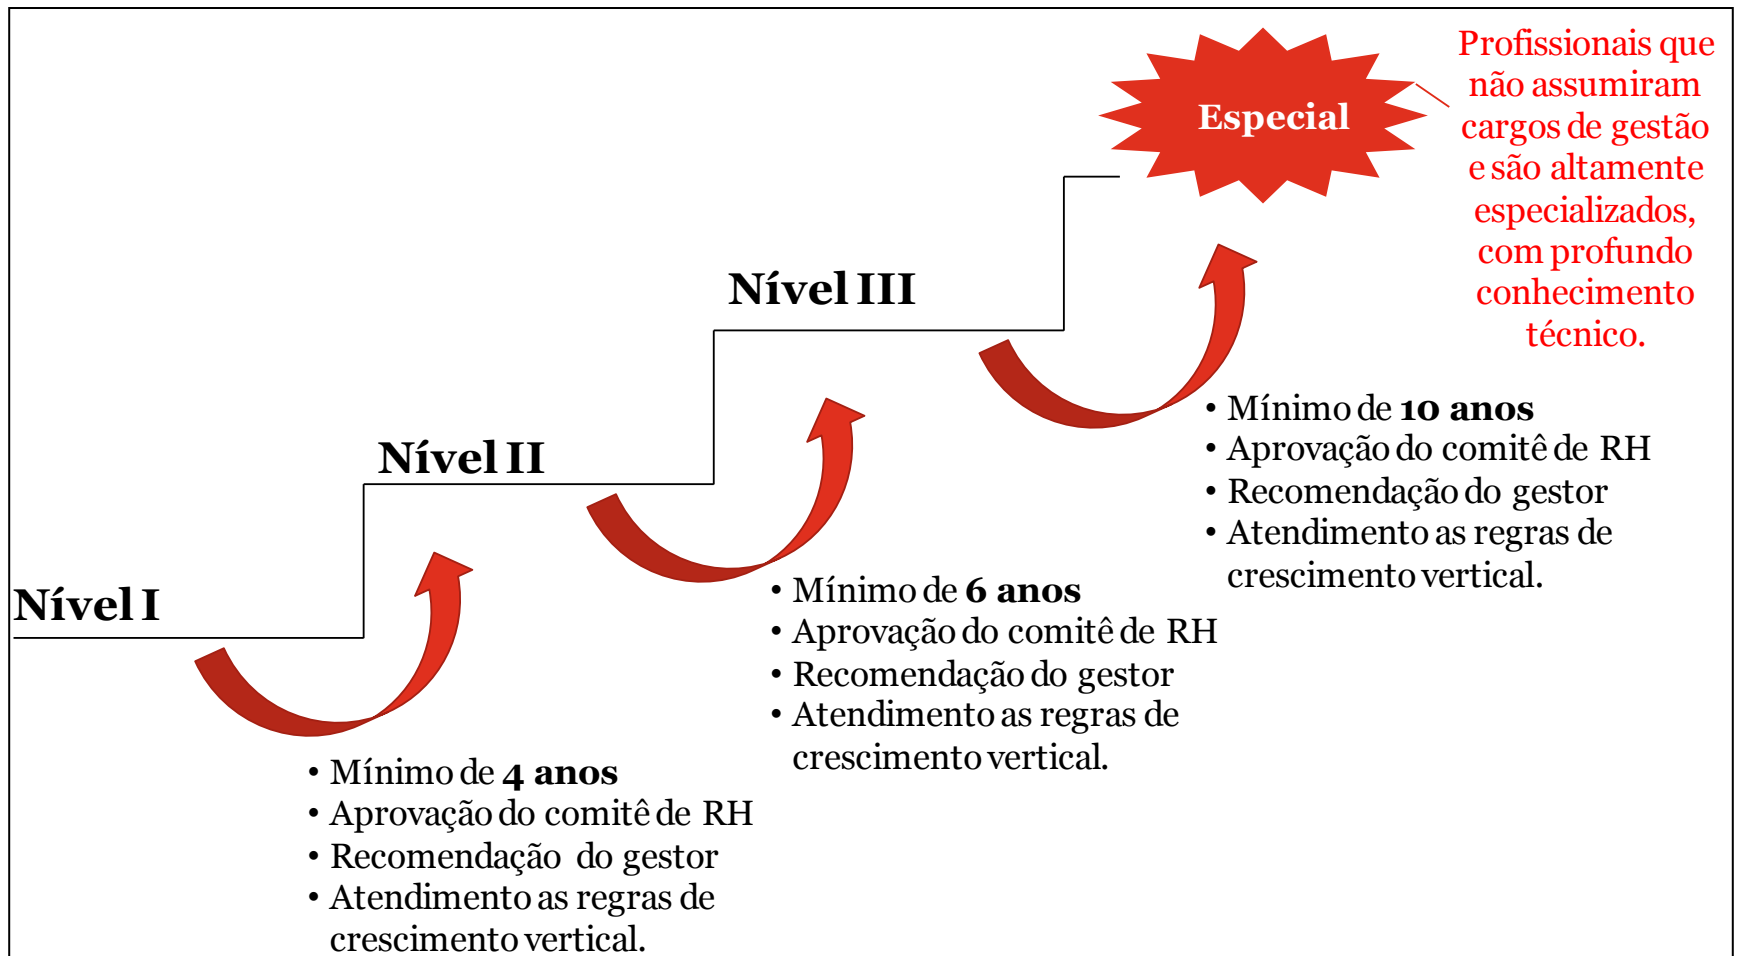 Especial
Profissionais que
não assumiram
cargos de gestão
e são altamente
especializados,
com profundo
conhecimento
técnico.
Nível III
• Mínimo de 10 anos
• Aprovação do comitê de RH
• Recomendação do gestor
• Atendimento as regras de
crescimento vertical.
Nível II
• Mínimo de 6 anos
• Aprovação do comitê de RH
• Recomendação do gestor
• Atendimento as regras de
crescimento vertical.
Nível I
• Mínimo de 4 anos
• Aprovação do comitê de RH
• Recomendação do gestor
• Atendimento as regras de
crescimento vertical.